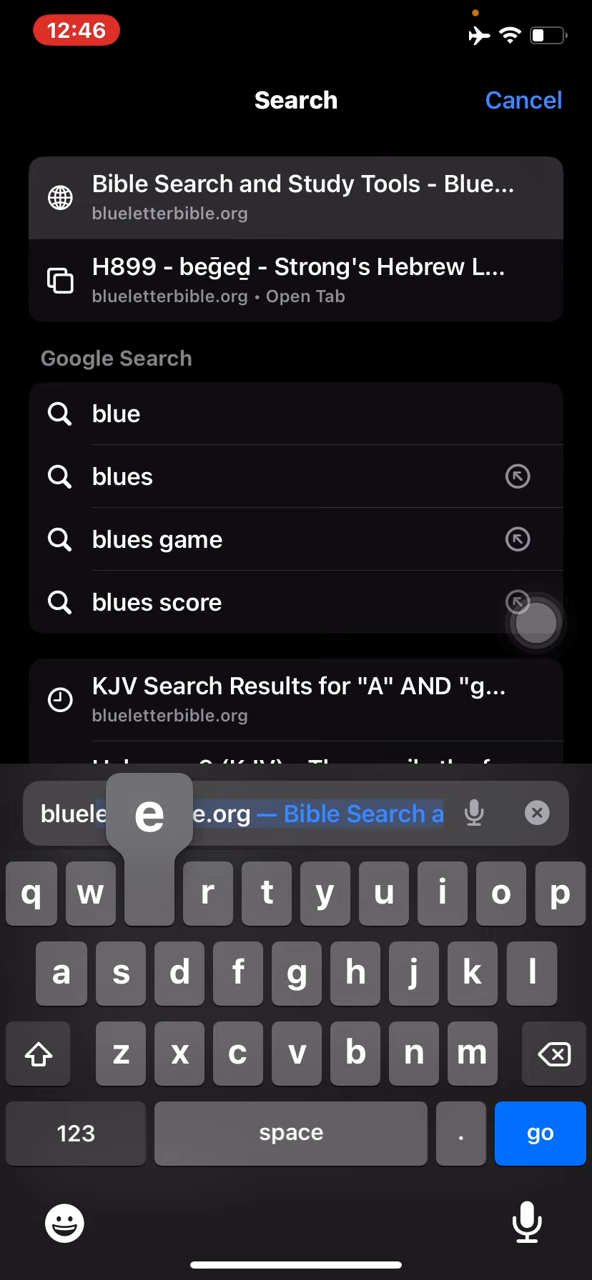 12:46
Search
Cancel
Bible Search and Study Tools - Blue...
blueletterbible.org
H899 - beḡeḏ - Strong's Hebrew L...
blueletterbible.org • Open Tab
Google Search
blue
blues
blues game
blues score
KJV Search Results for "A" AND "g...
blueletterbible.org
bluele e.org — Bible Search a
e
q w r t y u i o p
a s d f g h j k l
z x c v b n m
123 space . go